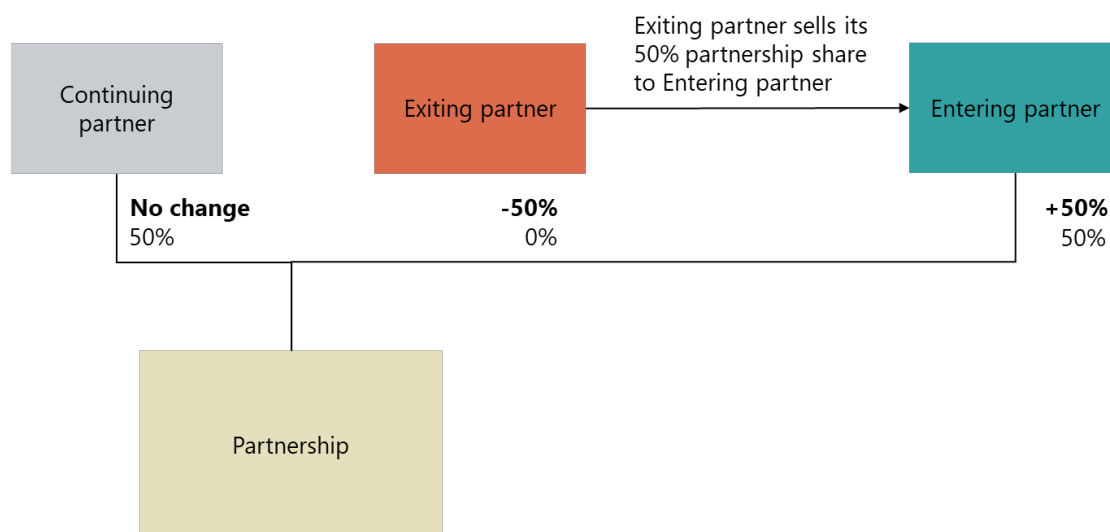 Exiting partner sells its
50% partnership share
to Entering partner
Continuing
partner
Exiting partner
Entering partner
No change
50%
-50%
0%
+50%
50%
Partnership